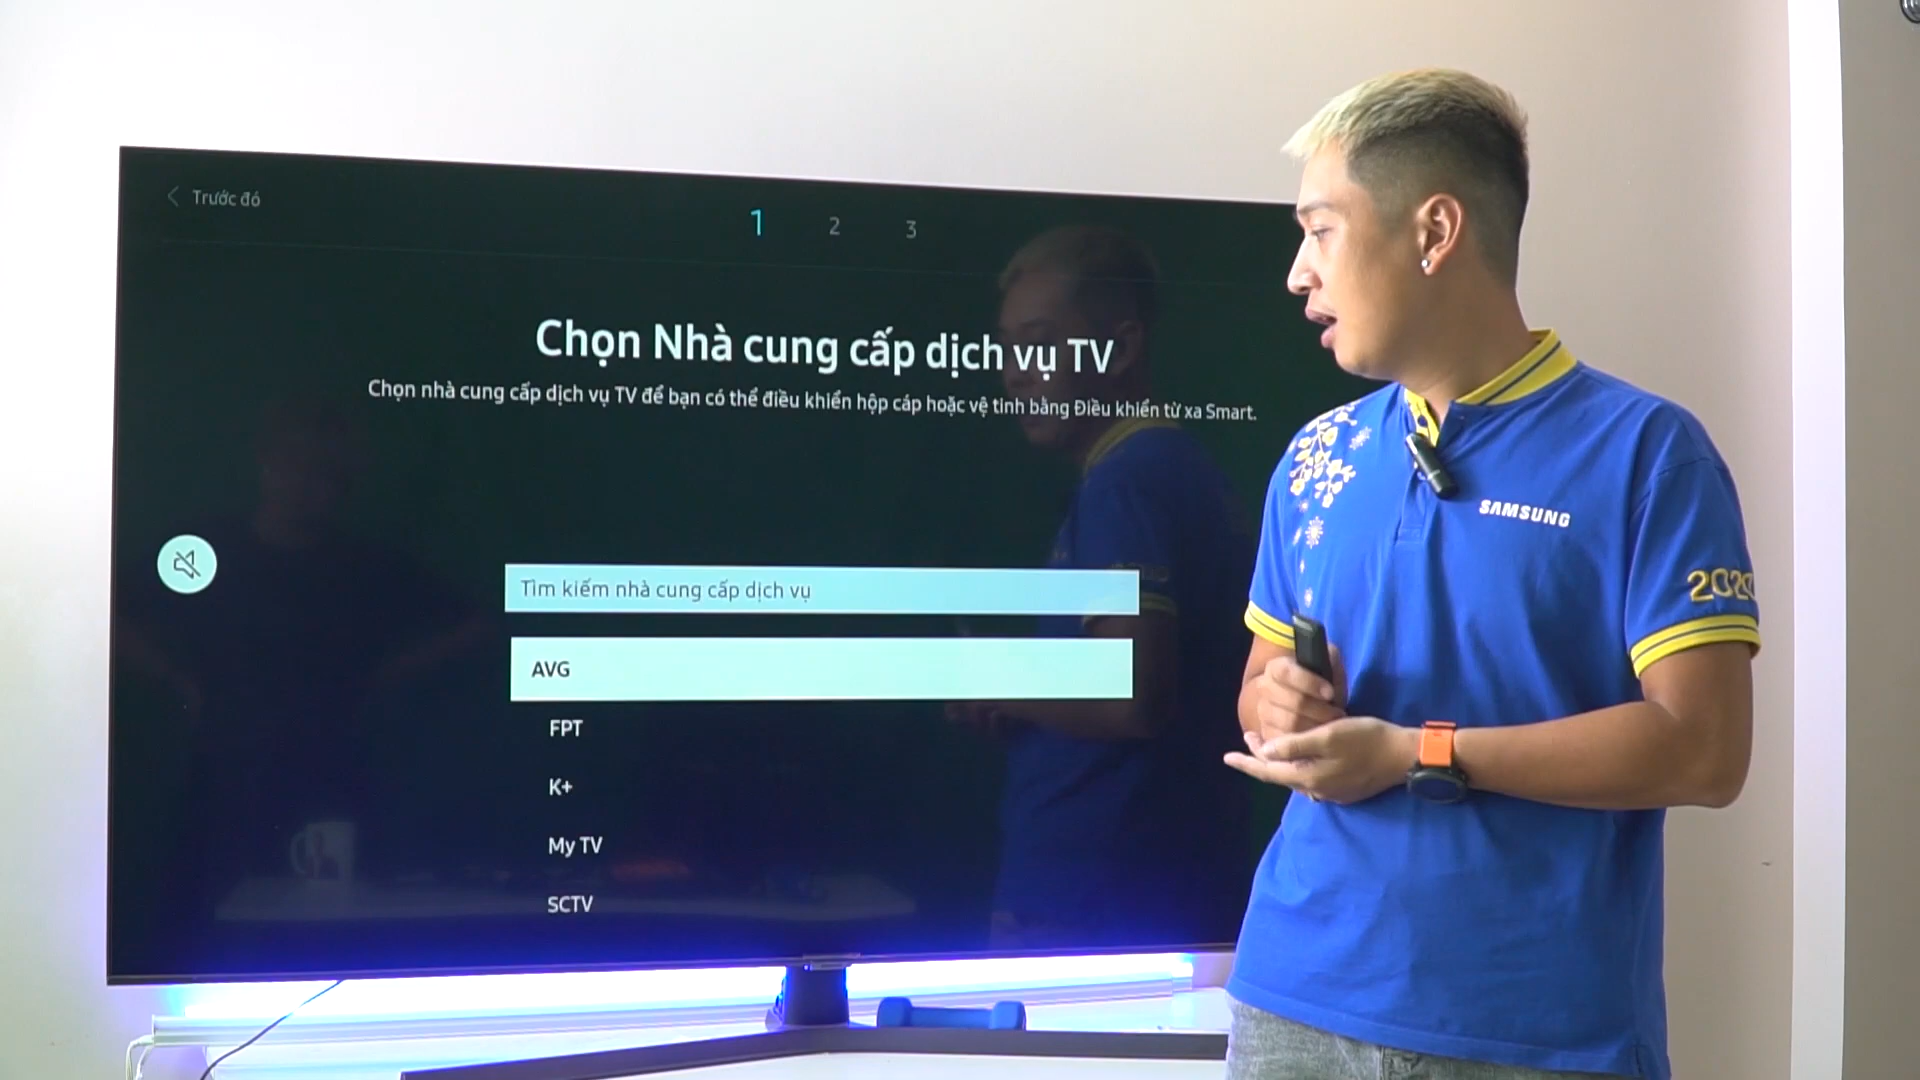 Trước đó
1 2 3
Chọn Nhà cung cấp dịch vụ TV
Chọn nhà cung cấp dịch vụ TV để bạn có thể điều khiển hộp cáp hoặc vệ tinh bằng Điều khiển từ xa Smart.
Tìm kiếm nhà cung cấp dịch vụ
AVG
FPT
K+
My TV
SCTV
SAMSUNG
2020